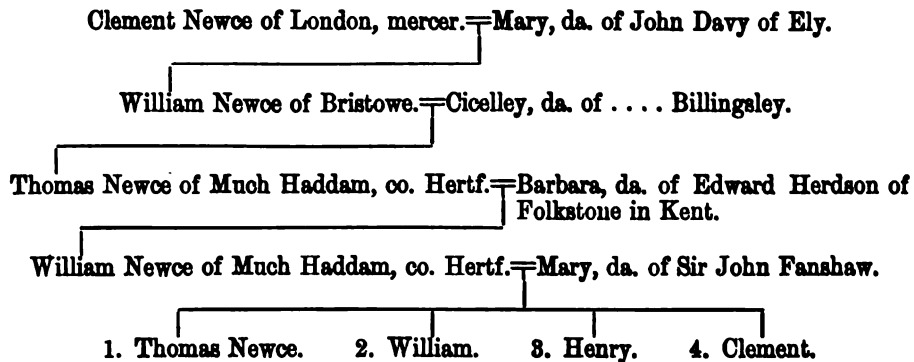 Clement Newce of London, mercer.=Mary, da. of John Davy of Ely.
William Newce of Bristowe.=Cicelley, da. of .... Billingsley.
Thomas Newce of Much Haddam, co. Hertf.=Barbara, da. of Edward Herdson of
Folkstone in Kent.
William Newce of Much Haddam, co. Hertf.=Mary, da. of Sir John Fanshaw.
1. Thomas Newce. 2. William. 3. Henry. 4. Clement.